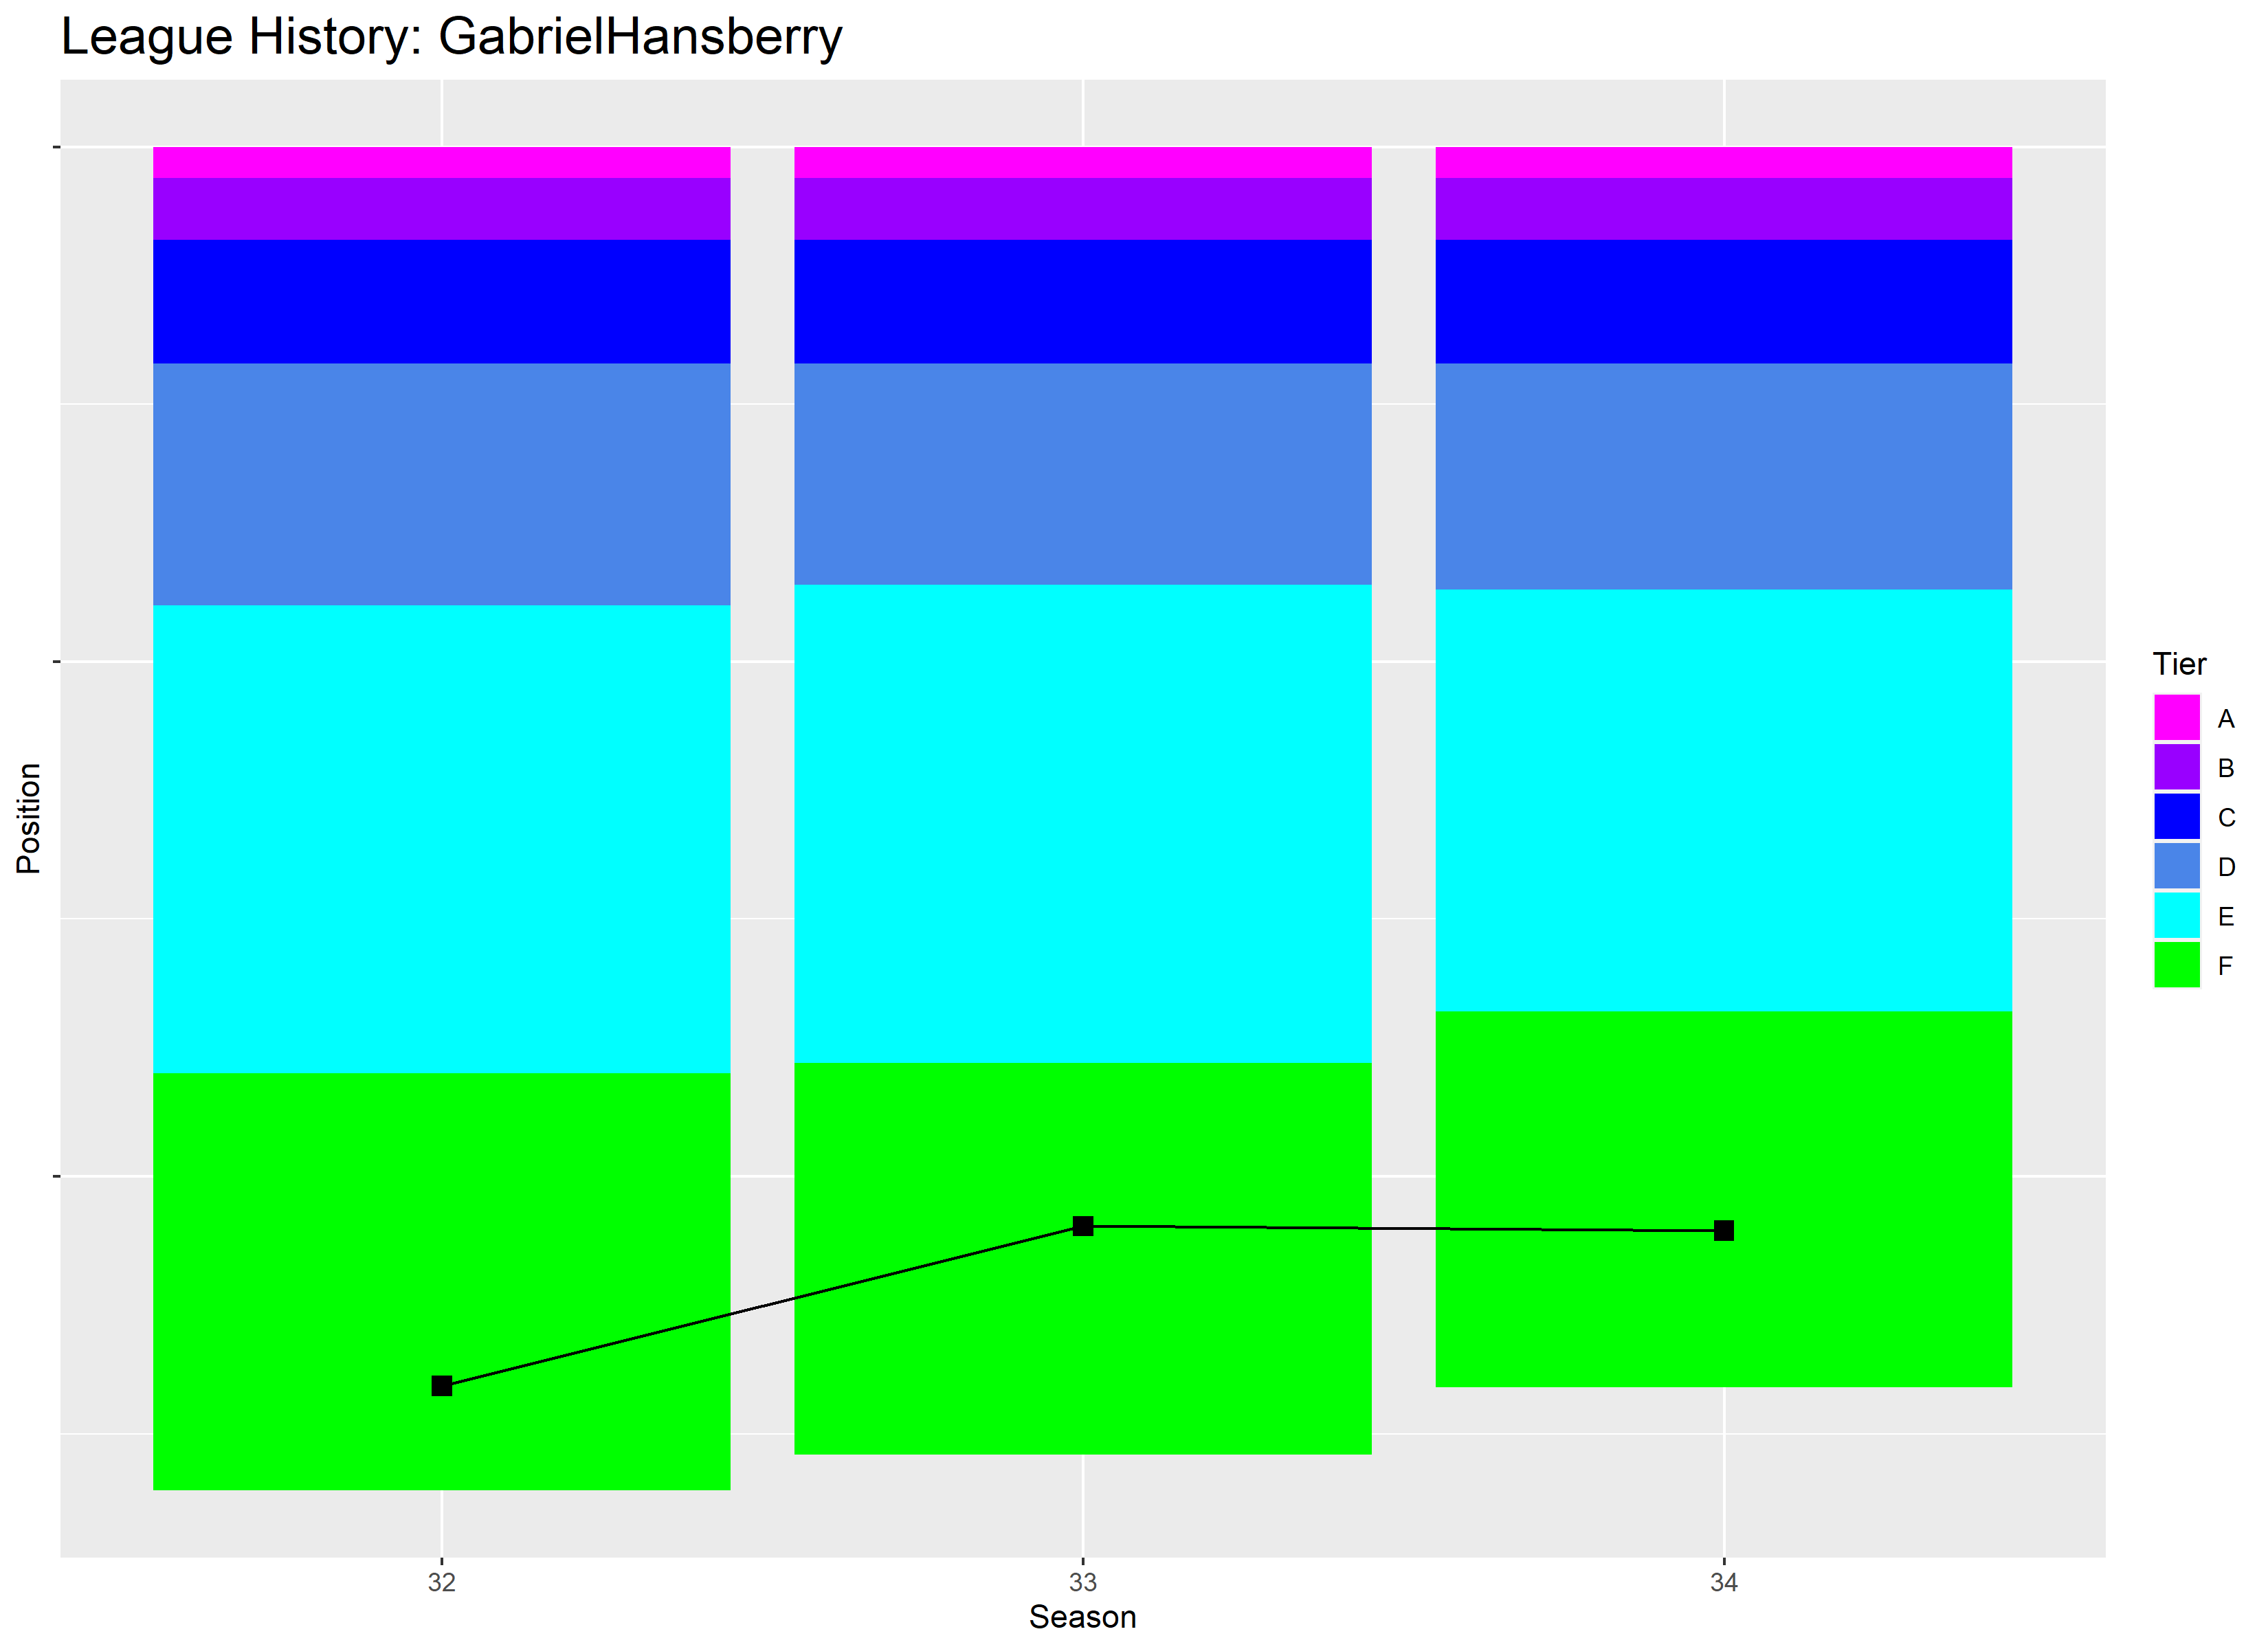 League History: GabrielHansberry
Position
Tier
A
B
C
D
E
F
32
33
34
Season